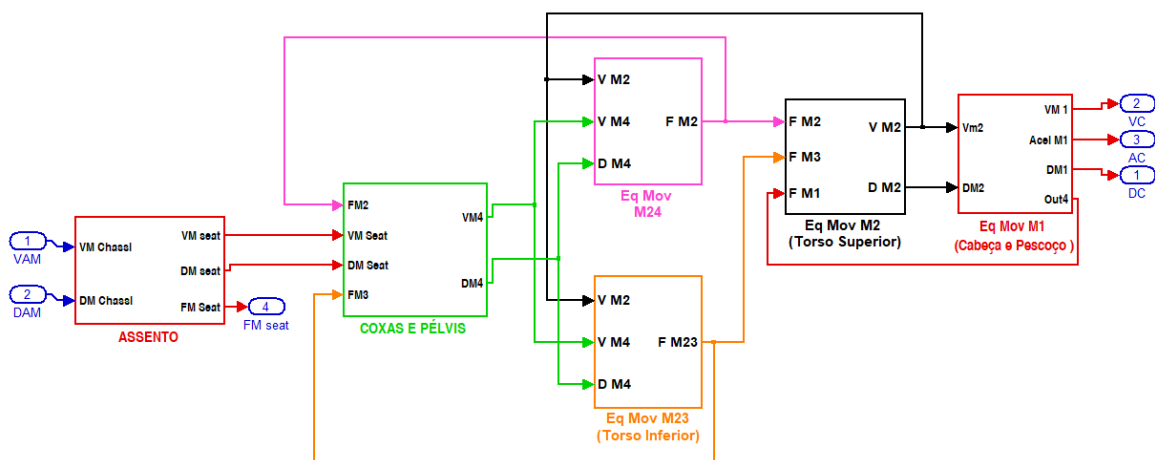 1
VAM
2
DAM
VM Chassi
DM Chassi
VM seat
DM seat
FM Seat
ASSENTO
4
FM seat
FM2
VM Seat
DM Seat
FM3
VM4
DM4
COXAS E PÉLVIS
V M2
V M4
D M4
F M2
Eq Mov
M24
V M2
V M4
D M4
F M23
Eq Mov M23
(Torso Inferior)
F M2
F M3
F M1
V M2
D M2
Eq Mov M2
(Torso Superior)
Vm2
DM2
VM 1
Acel M1
DM1
Out4
Eq Mov M1
(Cabeça e Pescoço )
2
VC
3
AC
1
DC